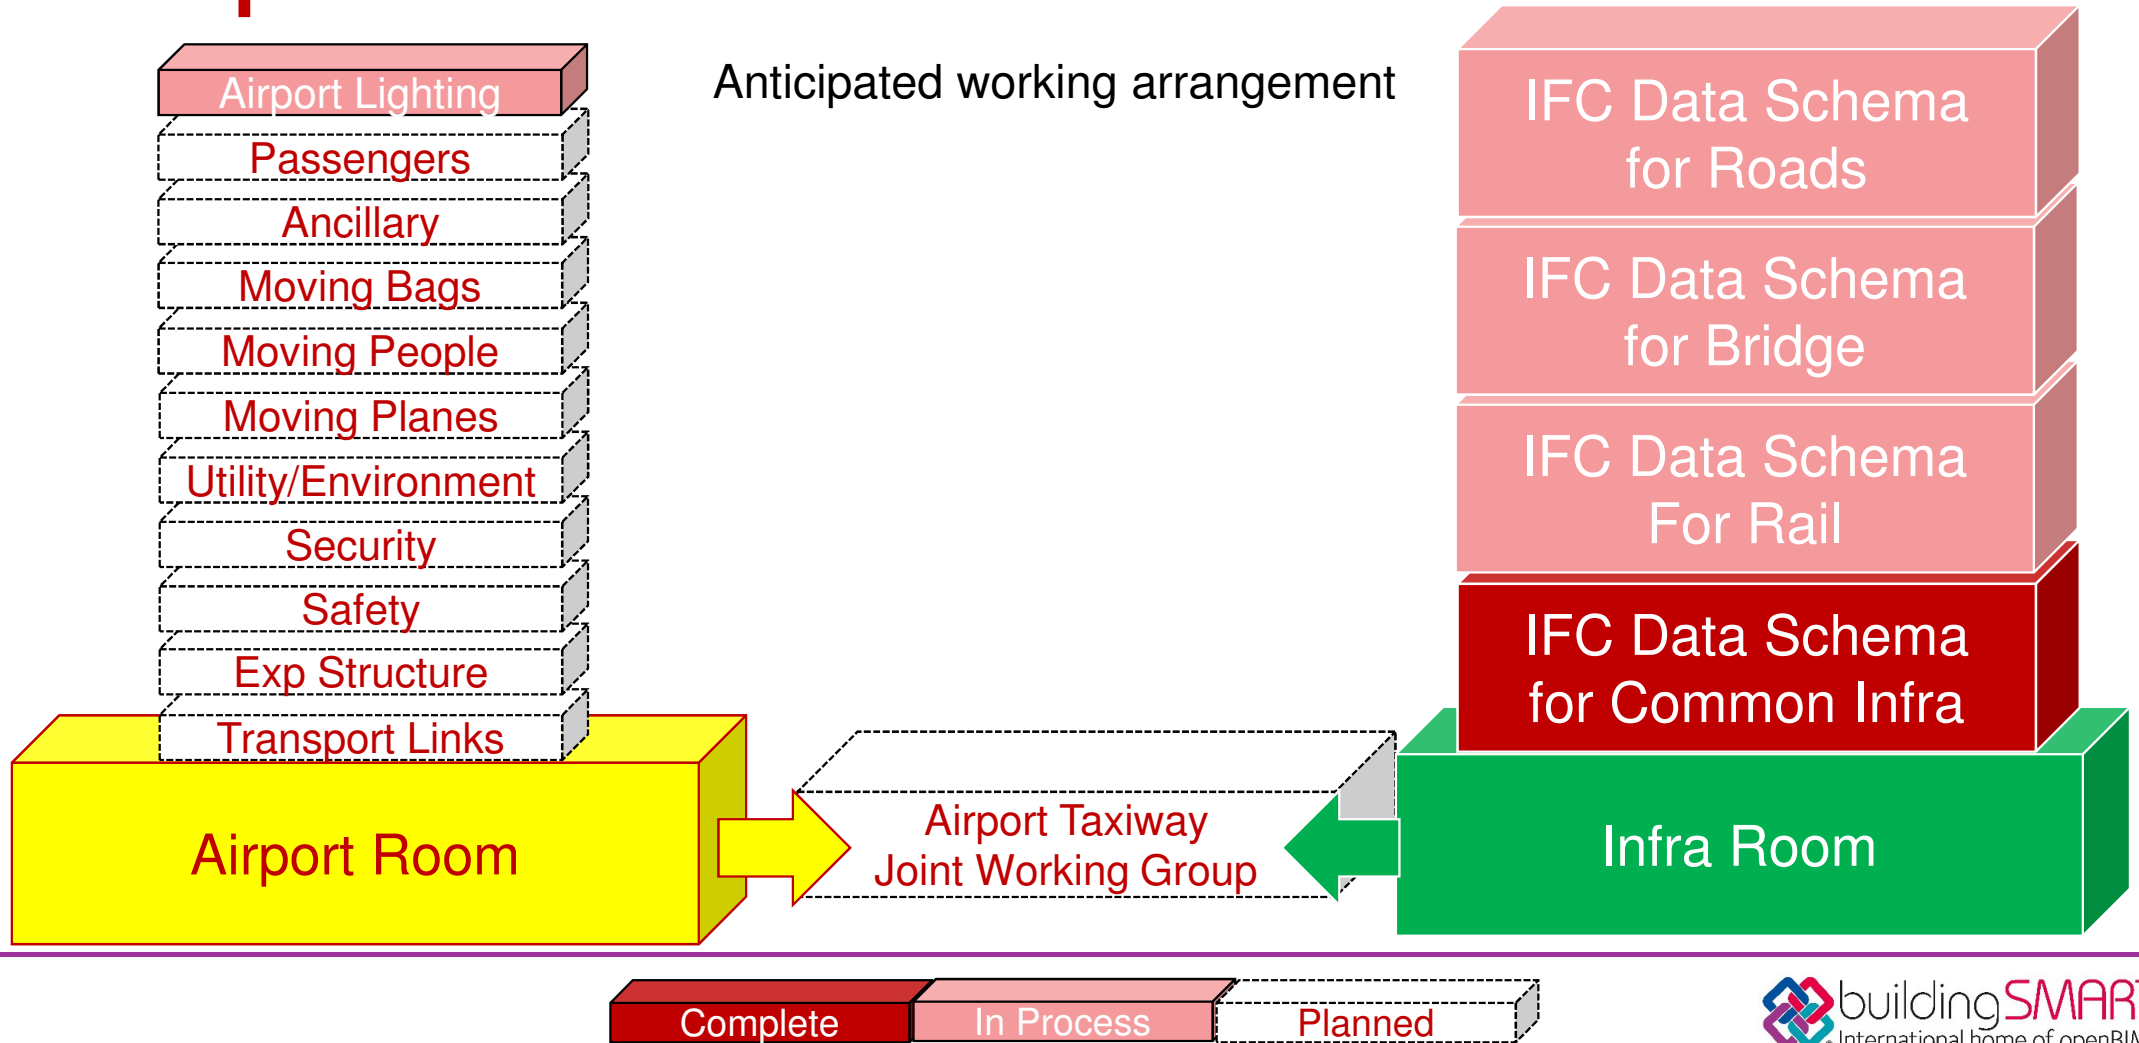 Anticipated working arrangement
Airport Lighting
Passengers
Ancillary
Moving Bags
Moving People
Moving Planes
Utility/Environment
Security
Safety
Exp Structure
Transport Links
Airport Room
Airport Taxiway
Joint Working Group
IFC Data Schema
for Roads
IFC Data Schema
for Bridge
IFC Data Schema
For Rail
IFC Data Schema
for Common Infra
Infra Room
Complete
In Process
Planned
buildingSMART
International home of openBIM